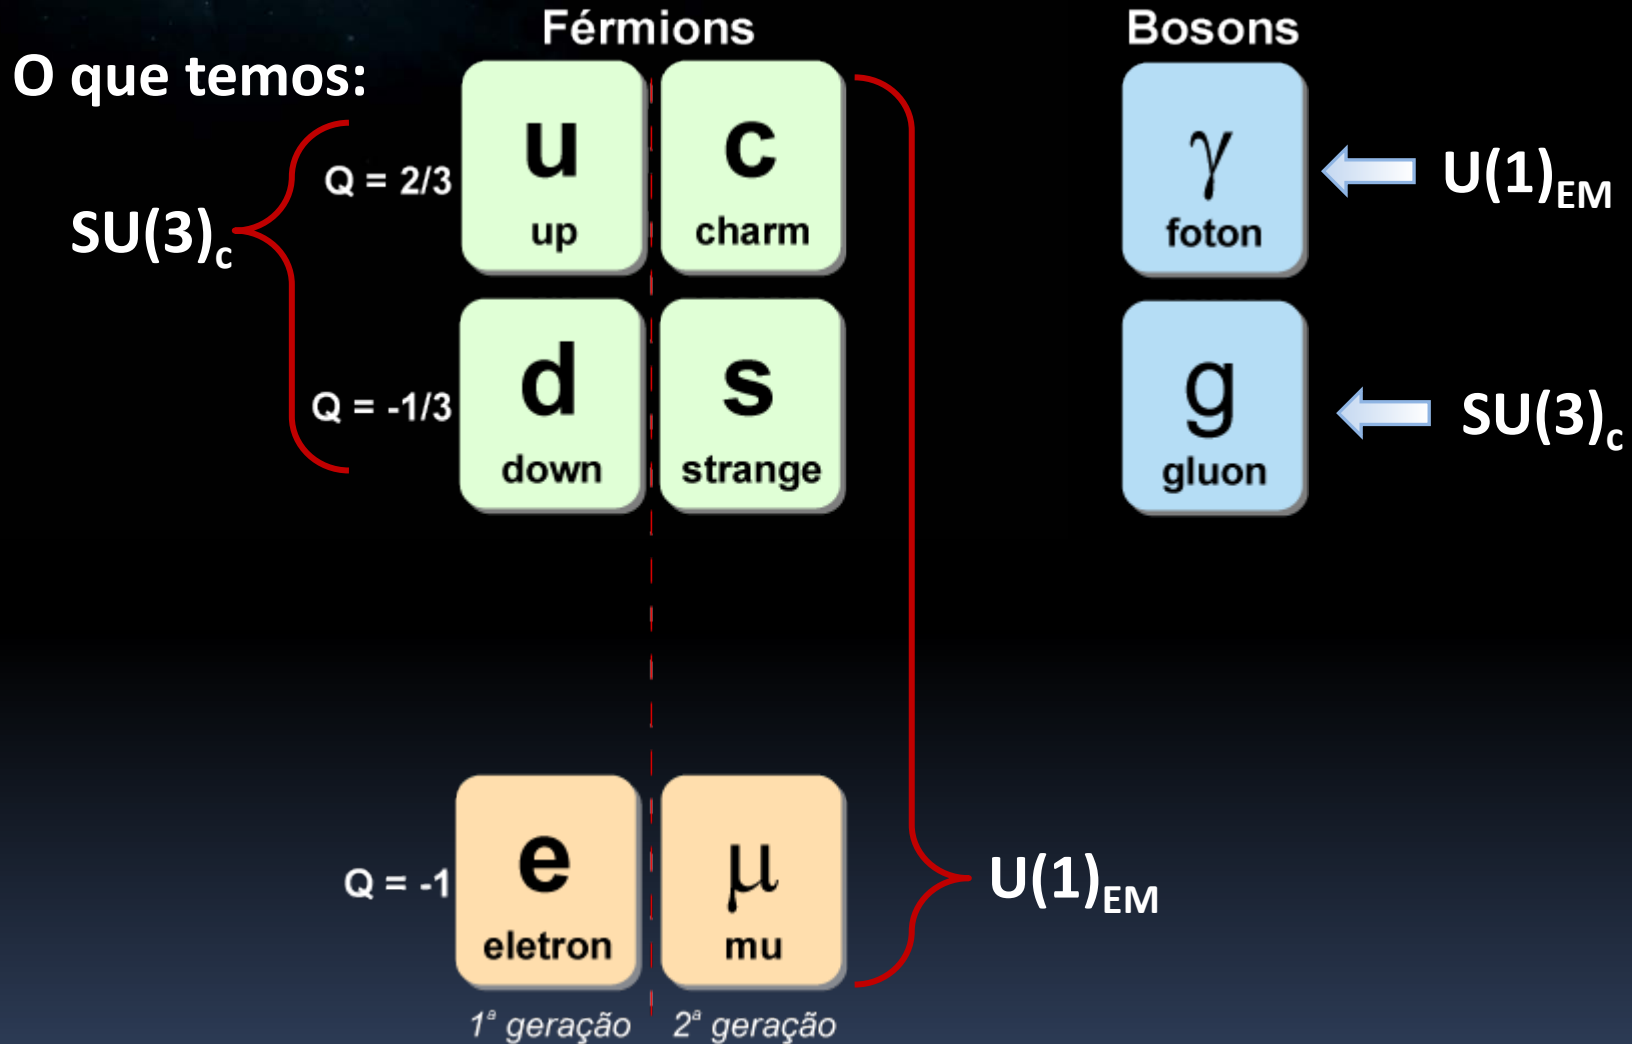 Férmions
Bosons
O que temos:
u
up
c
charm
γ
foton
Q = 2/3
U(1)EM
SU(3)c
d
down
s
strange
g
gluon
Q = -1/3
SU(3)c
e
eletron
μ
mu
Q = -1
U(1)EM
1ª geração
2ª geração